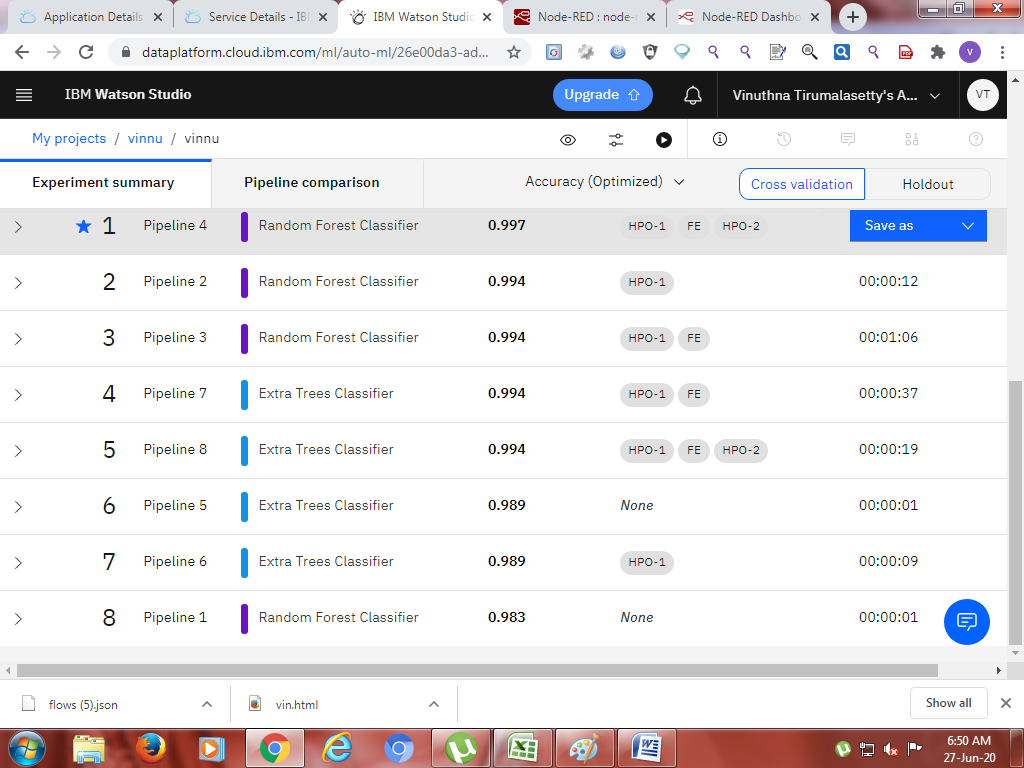 Application Details
Service Details - IB
IBM Watson Studio
Node-RED : node-
Node-RED Dashbo
dataplatform.cloud.ibm.com/ml/auto-ml/26e00da3-ad...
V
IBM Watson Studio
Upgrade
Vinuthna Tirumalasetty's A...
VT
My projects / vinnu / vinnu
Experiment summary
Pipeline comparison
Accuracy (Optimized)
Cross validation
Holdout
1 Pipeline 4 Random Forest Classifier 0.997 HPO-1 FE HPO-2 Save as
2 Pipeline 2 Random Forest Classifier 0.994 HPO-1 00:00:12
3 Pipeline 3 Random Forest Classifier 0.994 HPO-1 FE 00:01:06
4 Pipeline 7 Extra Trees Classifier 0.994 HPO-1 FE 00:00:37
5 Pipeline 8 Extra Trees Classifier 0.994 HPO-1 FE HPO-2 00:00:19
6 Pipeline 5 Extra Trees Classifier 0.989 None 00:00:01
7 Pipeline 6 Extra Trees Classifier 0.989 HPO-1 00:00:09
8 Pipeline 1 Random Forest Classifier 0.983 None 00:00:01
flows (5).json
vin.html
Show all
6:50 AM
27-Jun-20